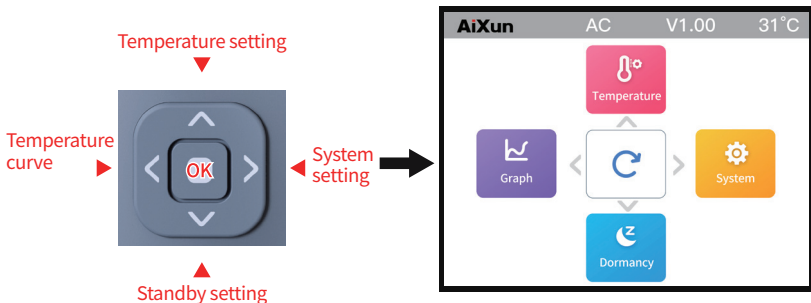 Temperature setting
Temperature
curve
OK
System
setting
Standby setting
AiXun AC V1.00 31°C
Temperature
Graph
System
z
Dormancy